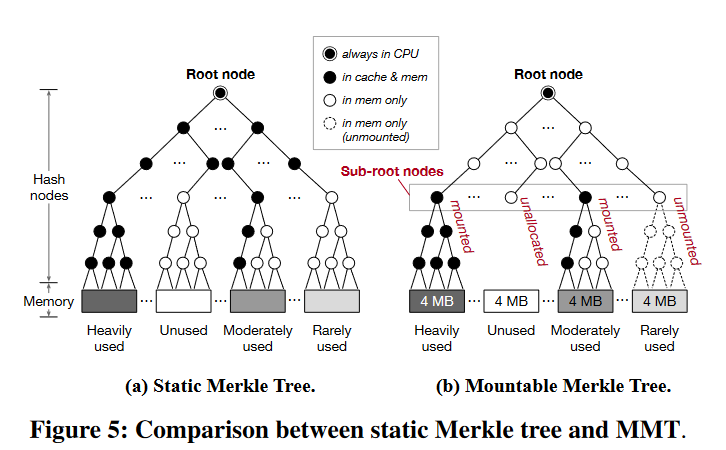 always in CPU
in cache & mem
in mem only
in mem only
(unmounted)
Root node
...
...
...
Hash
nodes
...
...
...
Memory
...
...
...
Heavily
used
Unused
Moderately
used
Rarely
used
(a) Static Merkle Tree.
Root node
...
...
...
Sub-root nodes
...
...
...
mounted
unallocated
mounted
unmounted
4 MB
...
4 MB
...
4 MB
...
4 MB
Heavily
used
Unused
Moderately
used
Rarely
used
(b) Mountable Merkle Tree.
Figure 5: Comparison between static Merkle tree and MMT.